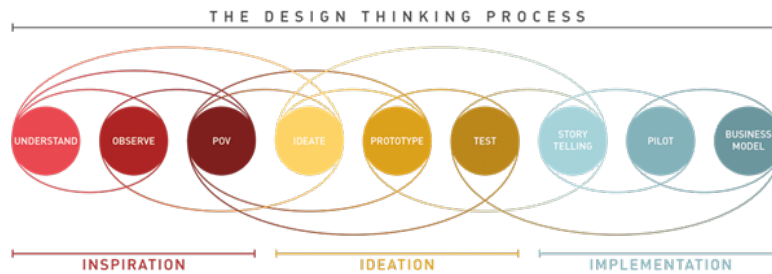 THE DESIGN THINKING PROCESS
UNDERSTAND
OBSERVE
POV
IDEATE
PROTOTYPE
TEST
STORY
TELLING
PILOT
BUSINESS
MODEL
INSPIRATION
IDEATION
IMPLEMENTATION